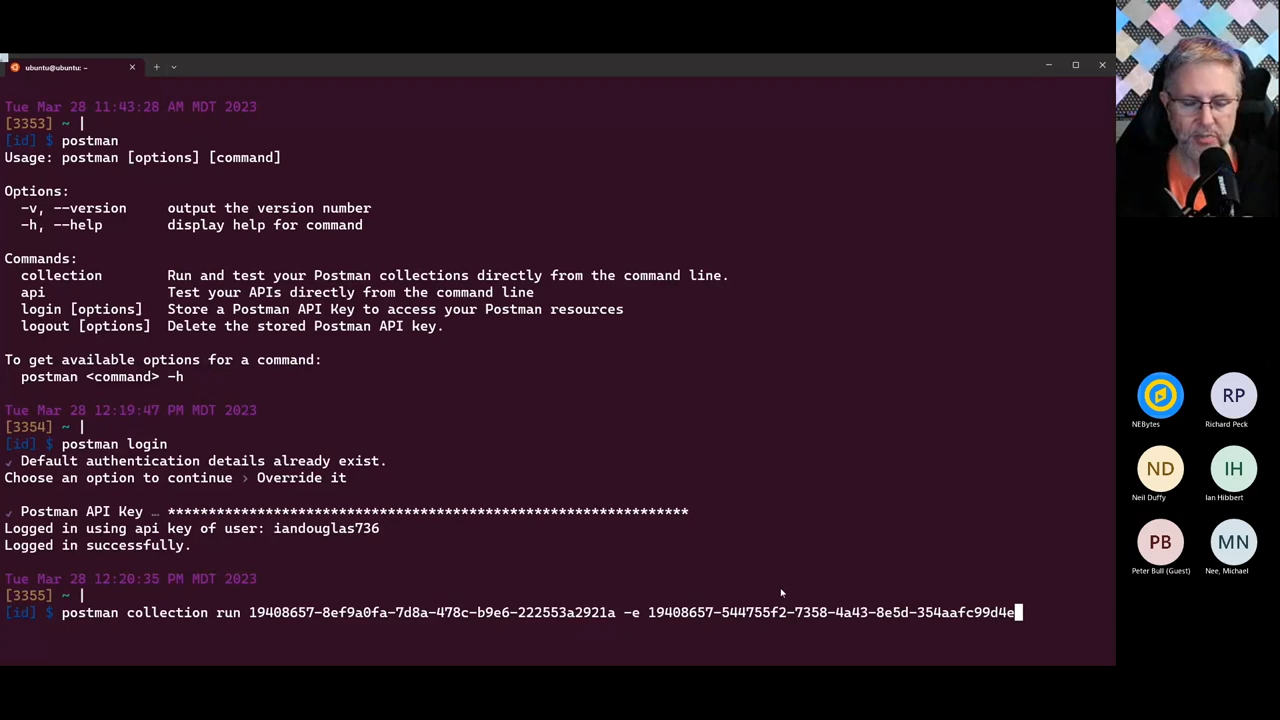 ubuntu@ubuntu: ~
Tue Mar 28 11:43:28 AM MDT 2023
[3353] ~ |
[id] $ postman
Usage: postman [options] [command]
Options:
-v, --version output the version number
-h, --help display help for command
Commands:
collection Run and test your Postman collections directly from the command line.
api Test your APIs directly from the command line
login [options] Store a Postman API Key to access your Postman resources
logout [options] Delete the stored Postman API key.
To get available options for a command:
postman <command> -h
Tue Mar 28 12:19:47 PM MDT 2023
[3354] ~ |
[id] $ postman login
✓ Default authentication details already exist.
Choose an option to continue › Override it
✓ Postman API Key … ****************************************************************
Logged in using api key of user: iandouglas736
Logged in successfully.
Tue Mar 28 12:20:35 PM MDT 2023
[3355] ~ |
[id] $ postman collection run 19408657-8ef9a0fa-7d8a-478c-b9e6-222553a2921a -e 19408657-544755f2-7358-4a43-8e5d-354aafc99d4e
NEBytes
RP
Richard Peck
ND
Neil Duffy
IH
Ian Hibbert
PB
Peter Bull (Guest)
MN
Nee, Michael